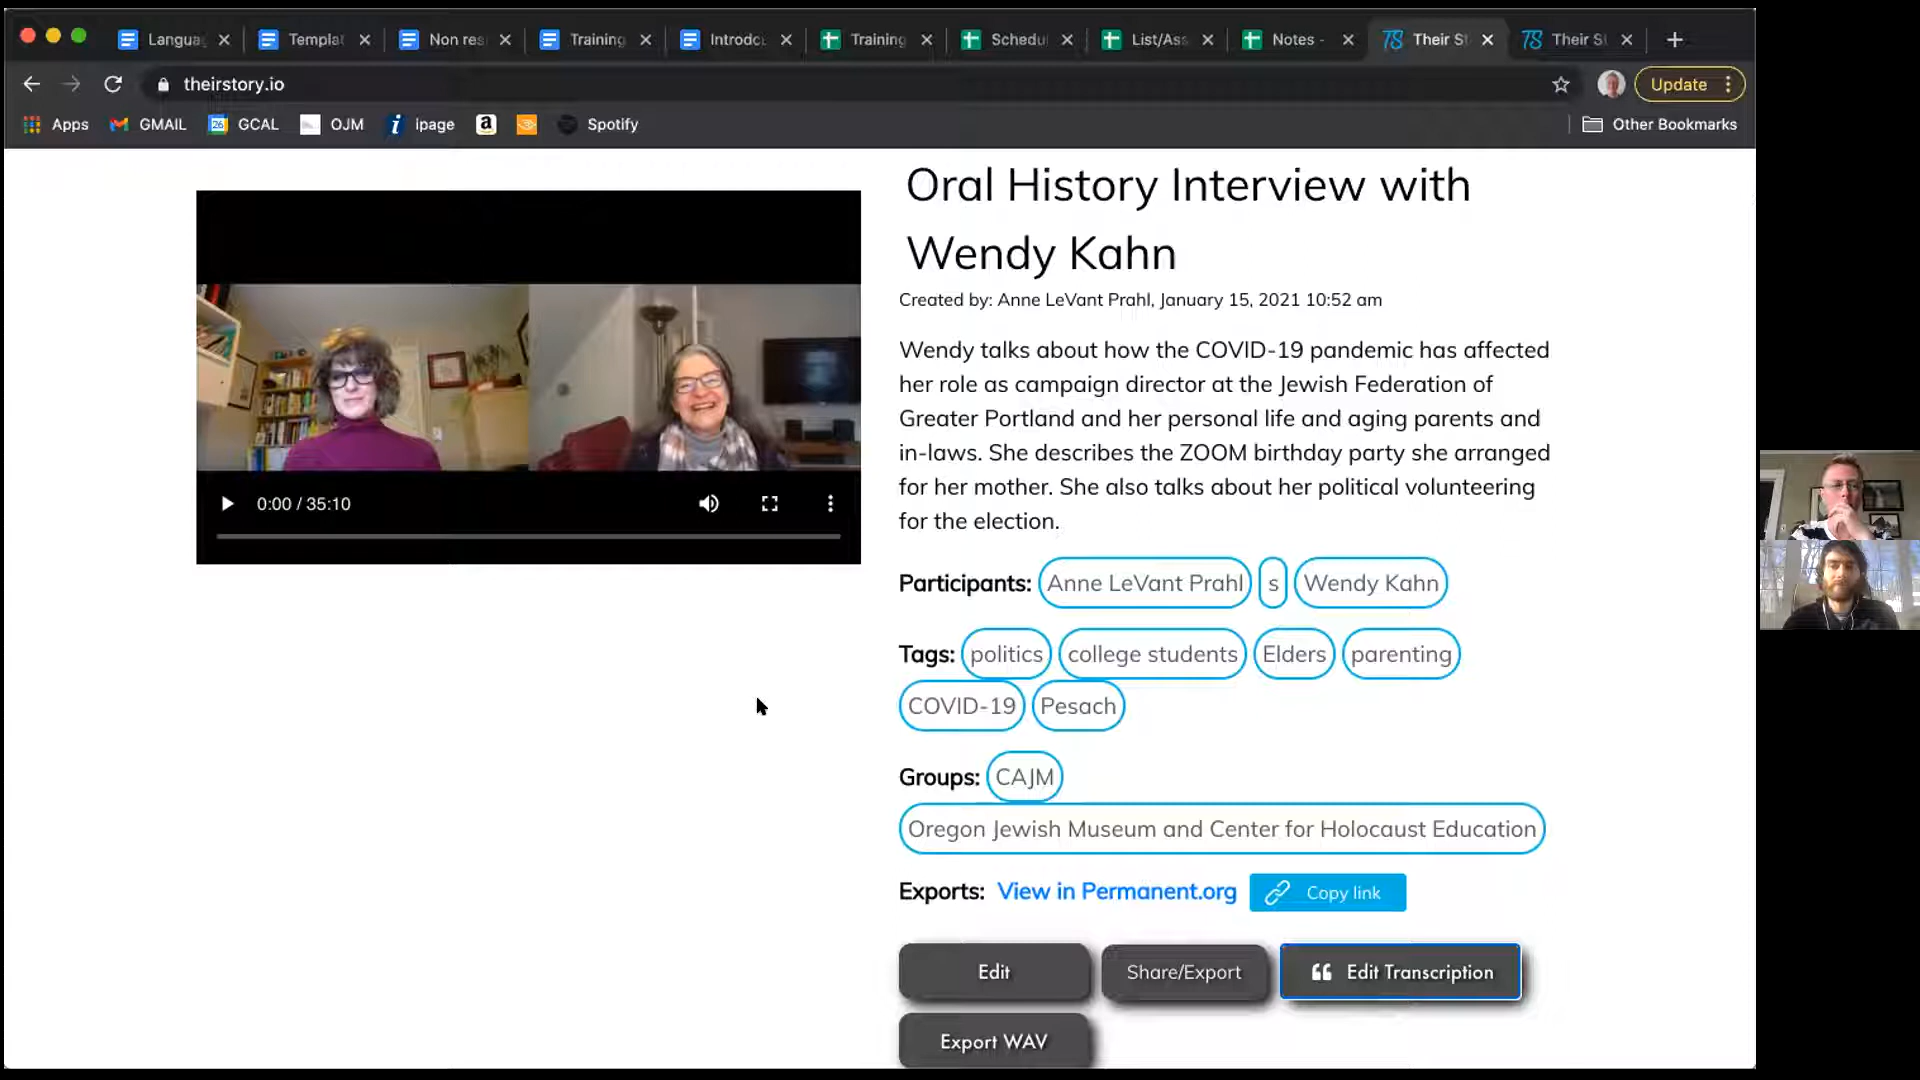 Langua
Templat
Non res
Training
Introdc
Training
Schedu
List/Ass
Notes -
Their S
Their S
theirstory.io
Update
Apps
GMAIL
GCAL
OJM
ipage
Spotify
Other Bookmarks
Oral History Interview with
Wendy Kahn
Created by: Anne LeVant Prahl, January 15, 2021 10:52 am
Wendy talks about how the COVID-19 pandemic has affected
her role as campaign director at the Jewish Federation of
Greater Portland and her personal life and aging parents and
in-laws. She describes the ZOOM birthday party she arranged
for her mother. She also talks about her political volunteering
for the election.
0:00 / 35:10
Participants: Anne LeVant Prahl s Wendy Kahn
Tags: politics college students Elders parenting
COVID-19 Pesach
Groups: CAJM
Oregon Jewish Museum and Center for Holocaust Education
Exports: View in Permanent.org Copy link
Edit Share/Export Edit Transcription
Export WAV